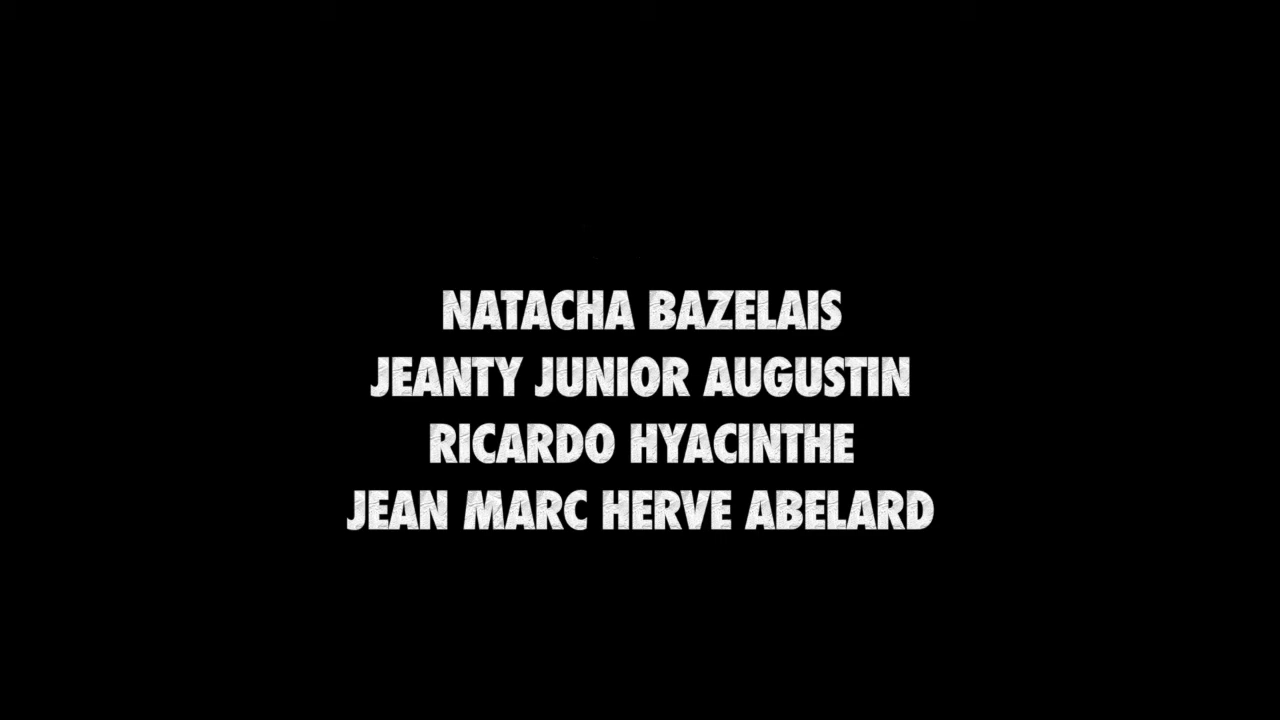 NATACHA BAZELAIS
JEANTY JUNIOR AUGUSTIN
RICARDO HYACINTHE
JEAN MARC HERVE ABELARD